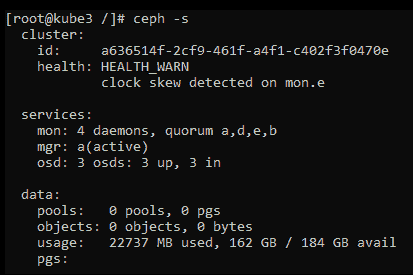 [root@kube3 /]# ceph -s
cluster:
id: a636514f-2cf9-461f-a4f1-c402f3f0470e
health: HEALTH_WARN
clock skew detected on mon.e
services:
mon: 4 daemons, quorum a,d,e,b
mgr: a(active)
osd: 3 osds: 3 up, 3 in
data:
pools: 0 pools, 0 pgs
objects: 0 objects, 0 bytes
usage: 22737 MB used, 162 GB / 184 GB avail
pgs: